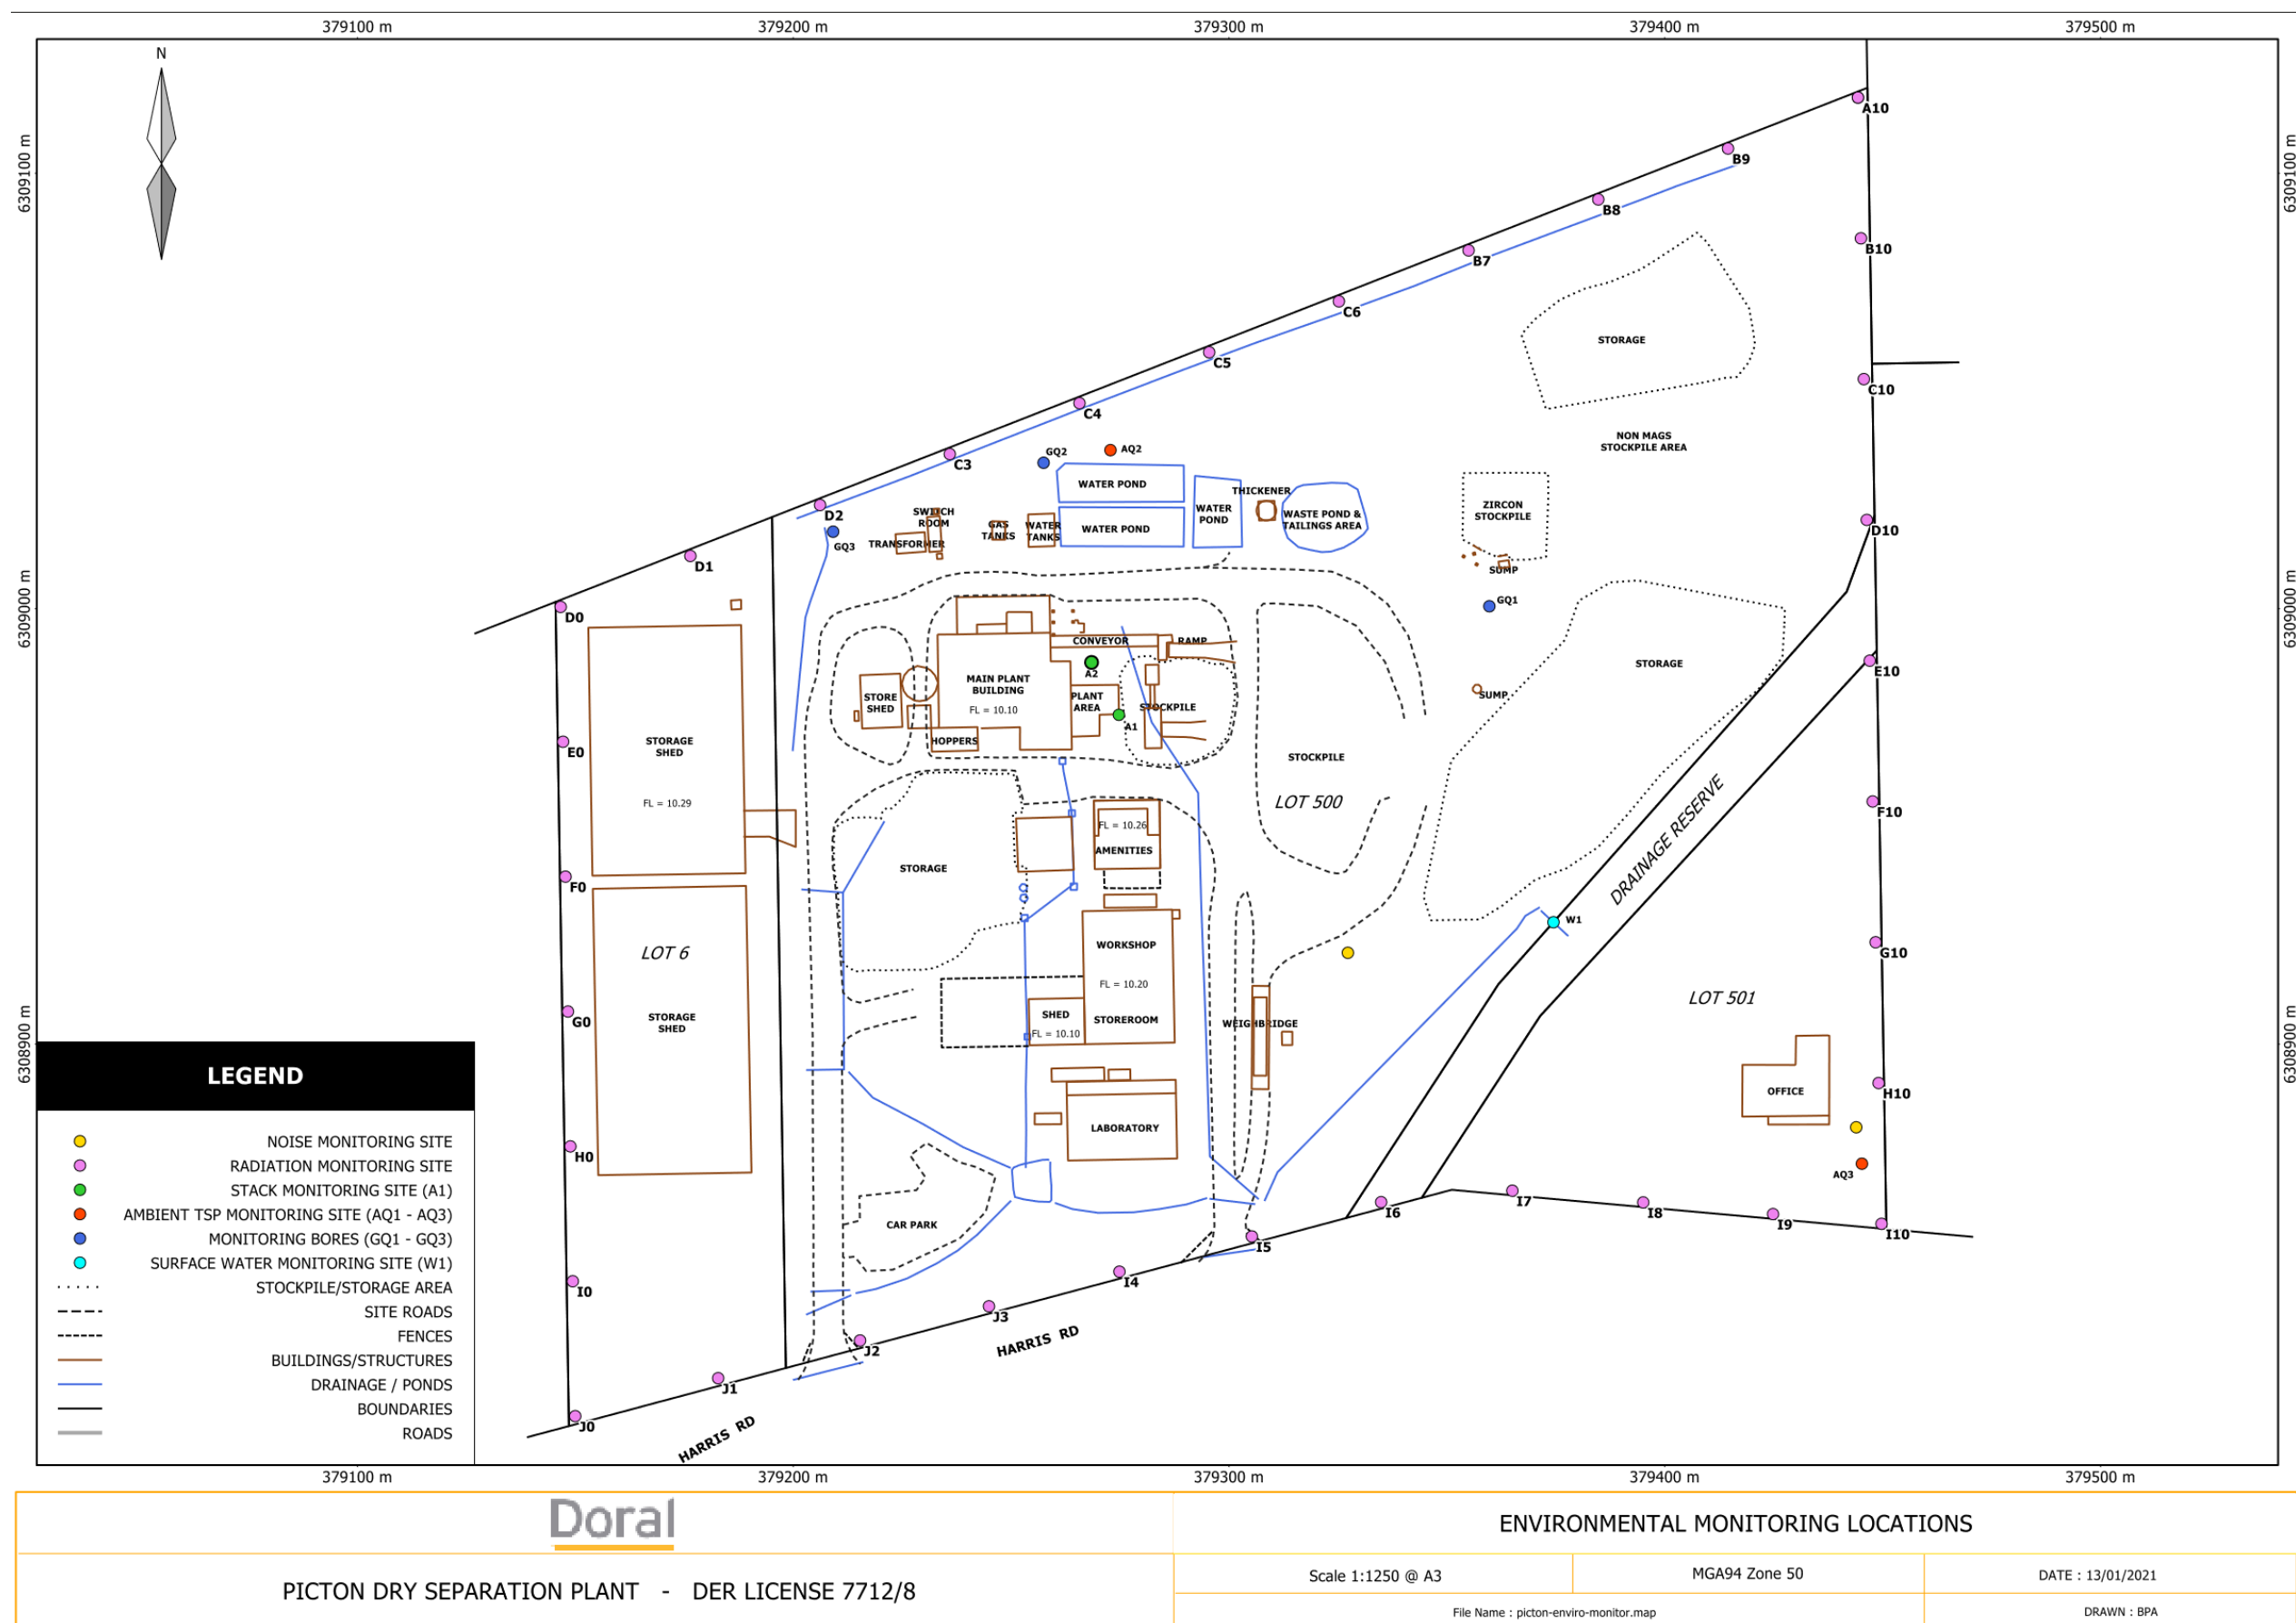 379100 m
379200 m
379300 m
379400 m
379500 m
N
A10
B9
6309100 m
6309100 m
B8
B10
B7
C6
STORAGE
C5
C10
C4
NON MAGS
STOCKPILE AREA
GQ2
AQ2
C3
WATER POND
THICKENER
D2
SWITCH
ROOM
WATER
POND
ZIRCON
STOCKPILE
WASTE POND &
TAILINGS AREA
GAS
TANKS
WATER
TANKS
WATER POND
D10
GQ3
TRANSFORMER
D1
SUMP
GQ1
6309000 m
6309000 m
D0
CONVEYOR
RAMP
STORAGE
A2
E10
MAIN PLANT
BUILDING
FL = 10.10
STORE
SHED
PLANT
AREA
SUMP
STOCKPILE
A1
HOPPERS
STORAGE
SHED
E0
STOCKPILE
FL = 10.29
LOT 500
F10
FL = 10.26
DRAINAGE RESERVE
AMENITIES
STORAGE
F0
W1
WORKSHOP
LOT 6
G10
FL = 10.20
LOT 501
STORAGE
SHED
G0
SHED
STOREROOM
WEIGHBRIDGE
FL = 10.10
6308900 m
6308900 m
OFFICE
H10
LABORATORY
H0
AQ3
CAR PARK
I7
I6
I8
I9
I10
I5
I4
I0
J3
HARRIS RD
J2
J1
J0
HARRIS RD
LEGEND
NOISE MONITORING SITE
RADIATION MONITORING SITE
STACK MONITORING SITE (A1)
AMBIENT TSP MONITORING SITE (AQ1 - AQ3)
MONITORING BORES (GQ1 - GQ3)
SURFACE WATER MONITORING SITE (W1)
STOCKPILE/STORAGE AREA
SITE ROADS
FENCES
BUILDINGS/STRUCTURES
DRAINAGE / PONDS
BOUNDARIES
ROADS
379100 m
379200 m
379300 m
379400 m
379500 m
Doral
ENVIRONMENTAL MONITORING LOCATIONS
PICTON DRY SEPARATION PLANT - DER LICENSE 7712/8
Scale 1:1250 @ A3
MGA94 Zone 50
DATE : 13/01/2021
File Name : picton-enviro-monitor.map
DRAWN : BPA